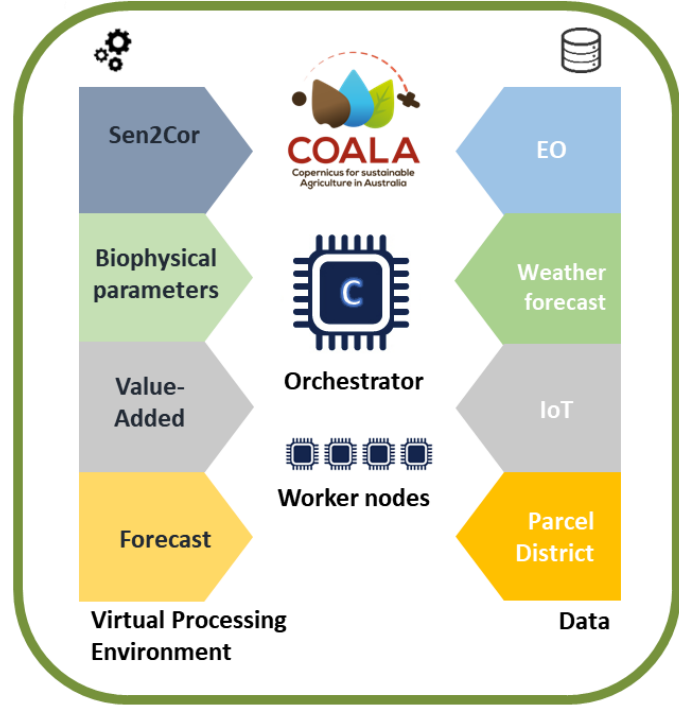 Sen2Cor
Biophysical
parameters
Value-
Added
Forecast
Virtual Processing
Environment
COALA
Copernicus for sustainable
Agriculture in Australia
C
Orchestrator
Worker nodes
EO
Weather
forecast
IoT
Parcel
District
Data